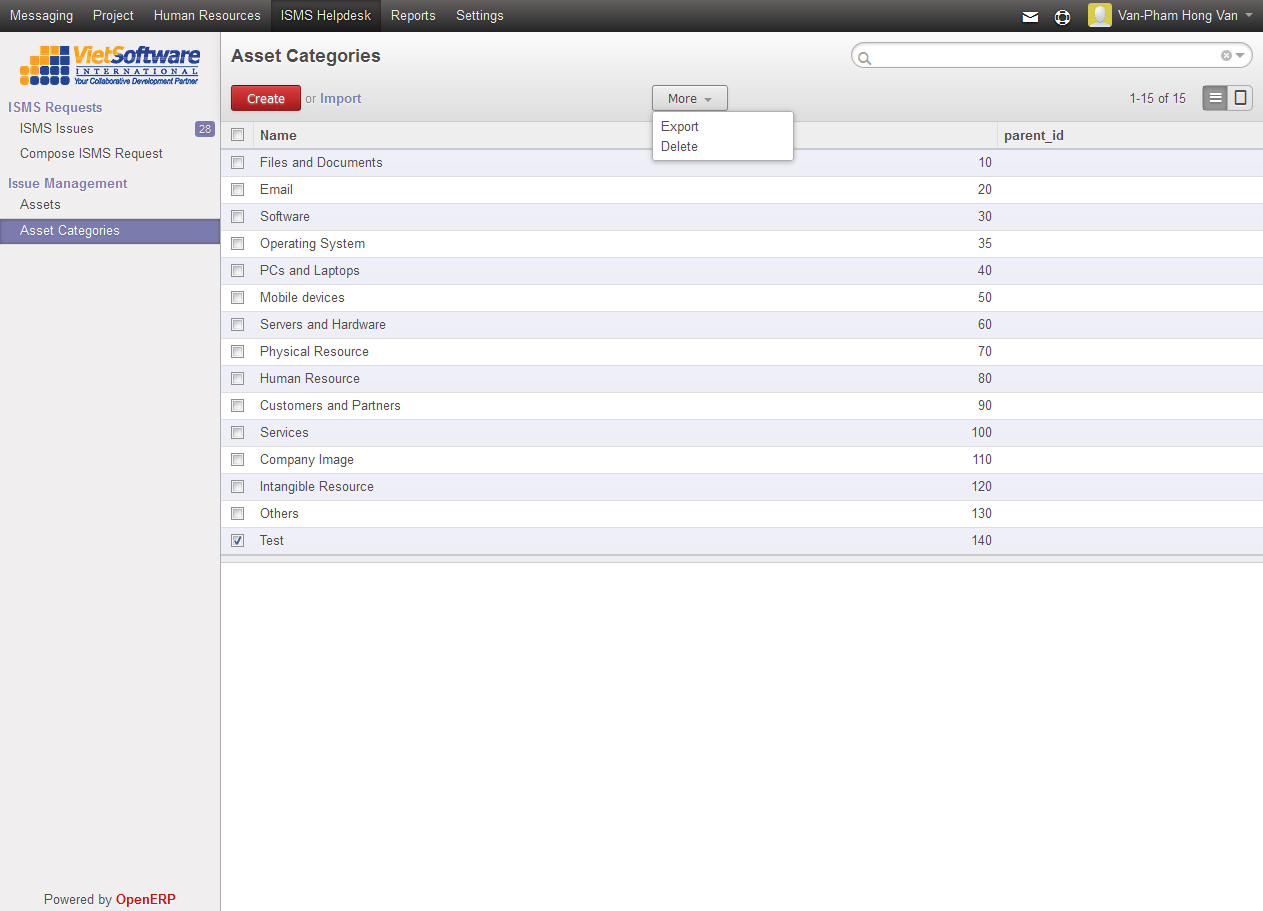 Messaging Project Human Resources ISMS Helpdesk Reports Settings Van-Pham Hong Van
VietSoftware
INTERNATIONAL
Your Collaborative Development Partner
ISMS Requests
ISMS Issues 28
Compose ISMS Request
Issue Management
Assets
Asset Categories
Powered by OpenERP
Asset Categories
Create or Import More 1-15 of 15
Export
Delete
Name parent_id
Files and Documents 10
Email 20
Software 30
Operating System 35
PCs and Laptops 40
Mobile devices 50
Servers and Hardware 60
Physical Resource 70
Human Resource 80
Customers and Partners 90
Services 100
Company Image 110
Intangible Resource 120
Others 130
Test 140